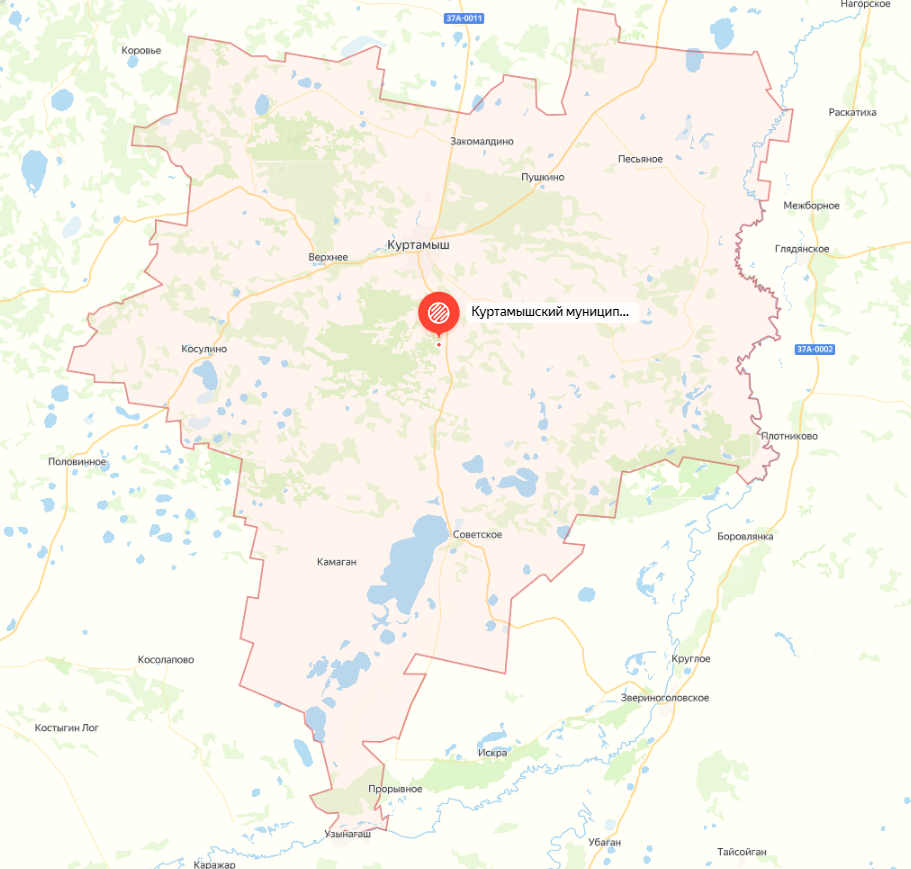 Нагорское
37А-0011
Коровье
Раскатиха
Закомалдино
Песьяное
Пушкино
Межборное
Куртамыш
Глядянское
Верхнее
Куртамышский муницип...
Косулино
37А-0002
Плотниково
Половинное
Советское
Боровлянка
Камаган
Косолапово
Круглое
Звериноголовское
Костыгин Лог
Искра
Прорывное
Узынагаш
Убаган
Тайсойган
Каражар